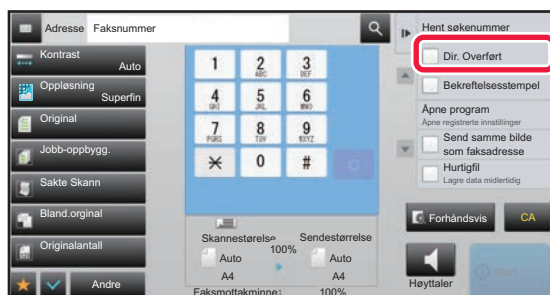 Adresse Faksnummer
Kontrast
Auto
Oppløsning
Superfin
Original
Jobb-oppbygg.
Sakte Skann
Bland.orginal
Originalantall
Andre
1
2 ABC
3 DEF
4 GHI
5 JKL
6 MNO
7 PQRS
8 TUV
9 WXYZ
0
#
C
Skannestørelse
100%
Sendestørrelse
Auto
A4
Auto
A4
Faksmottakminne: 100%
Hent søkenummer
Dir. Overført
Bekreftelsesstempel
Åpne program
Åpne registrerte innstillinger
Send samme bilde
som faksadresse
Hurtigfil
Lagre data midlertidig
Forhåndsvis
CA
Høyttaler
Start